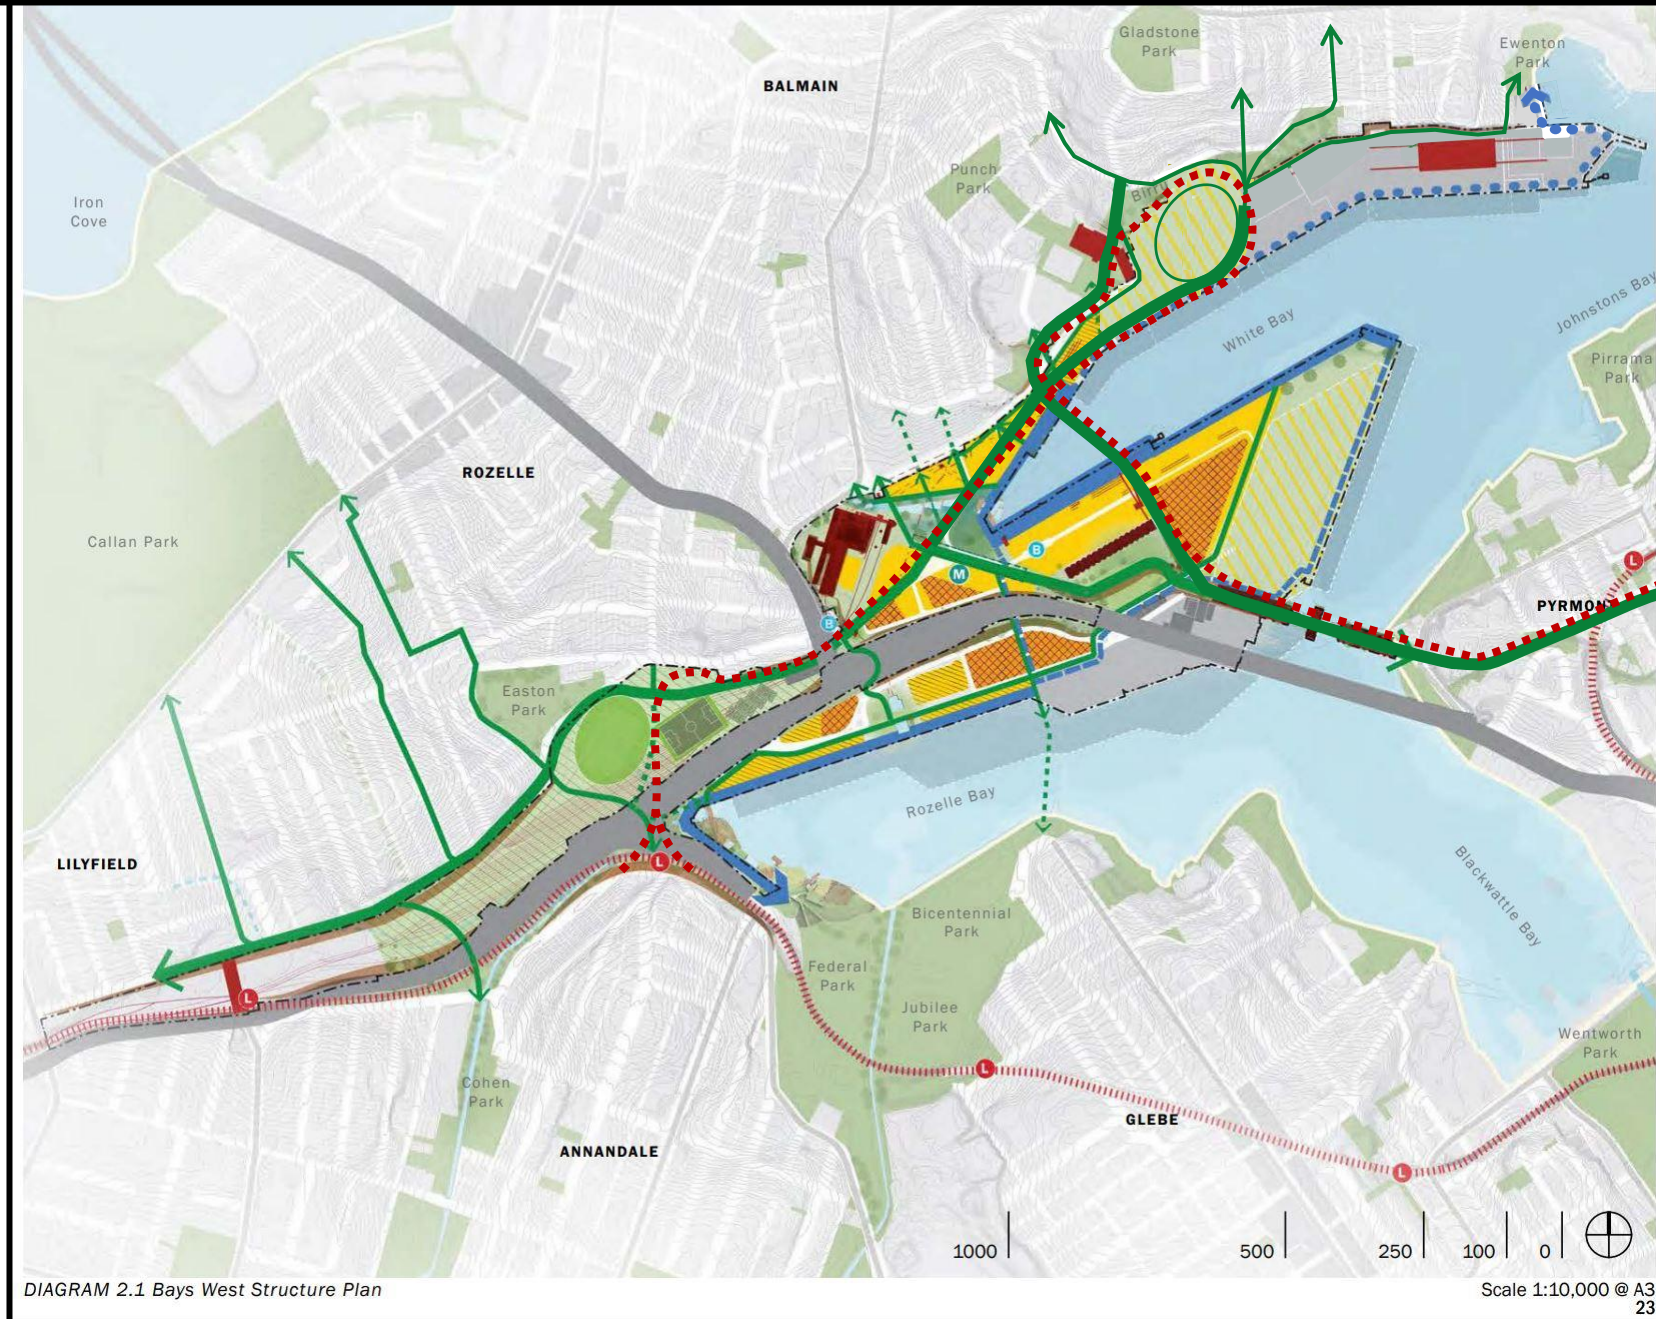 Gladstone
Park
Ewenton
Park
BALMAIN
Punch
Park
Birr
Iron
Cove
Johnstons Bay
White Bay
Pirrama
Park
ROZELLE
Callan Park
B
M
L
PYRMON
B
Easton
Park
Rozelle Bay
LILYFIELD
L
Blackwattle Bay
Bicentennial
Park
Federal
Park
L
Jubilee
Park
Wentworth
Park
L
Cohen
Park
GLEBE
ANNANDALE
L
1000 500 250 100 0
DIAGRAM 2.1 Bays West Structure Plan
Scale 1:10,000 @ A3
23